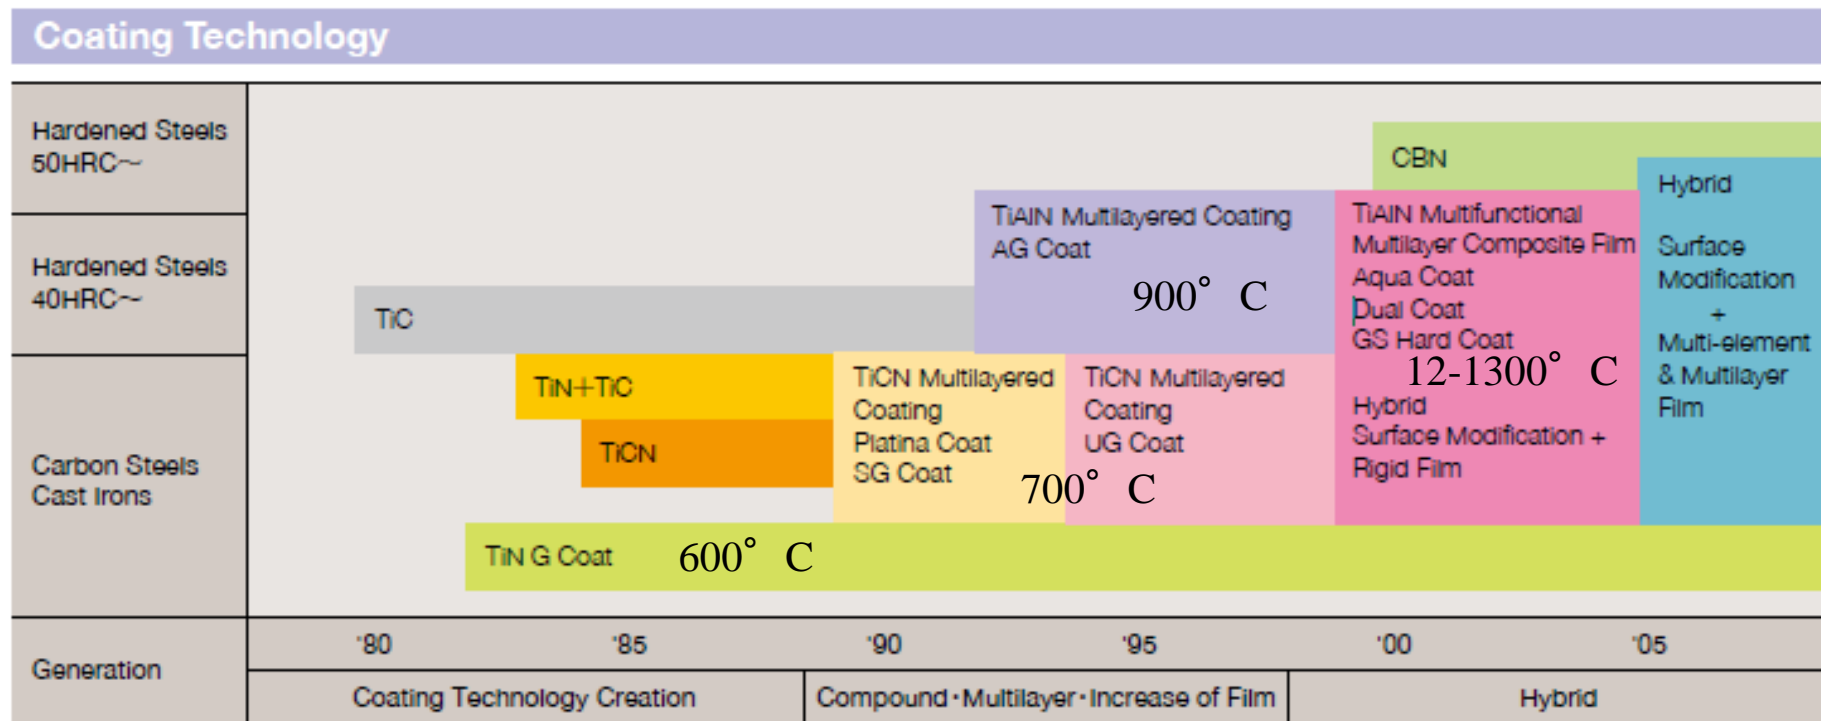 Coating Technology
Hardened Steels
50HRC～
Hardened Steels
40HRC～
Carbon Steels
Cast Irons
Generation
CBN
Hybrid
Surface
Modification
+
Multi-element
& Multilayer
Film
TiAlN Multilayered Coating
AG Coat
900° C
TiAlN Multifunctional
Multilayer Composite Film
Aqua Coat
Dual Coat
GS Hard Coat
12-1300° C
Hybrid
Surface Modification +
Rigid Film
TiC
TiN+TiC
TiCN
TiCN Multilayered
Coating
Platina Coat
SG Coat
TiCN Multilayered
Coating
UG Coat
700° C
TiN G Coat 600° C
'80 '85 '90 '95 '00 '05
Coating Technology Creation Compound･Multilayer･Increase of Film Hybrid